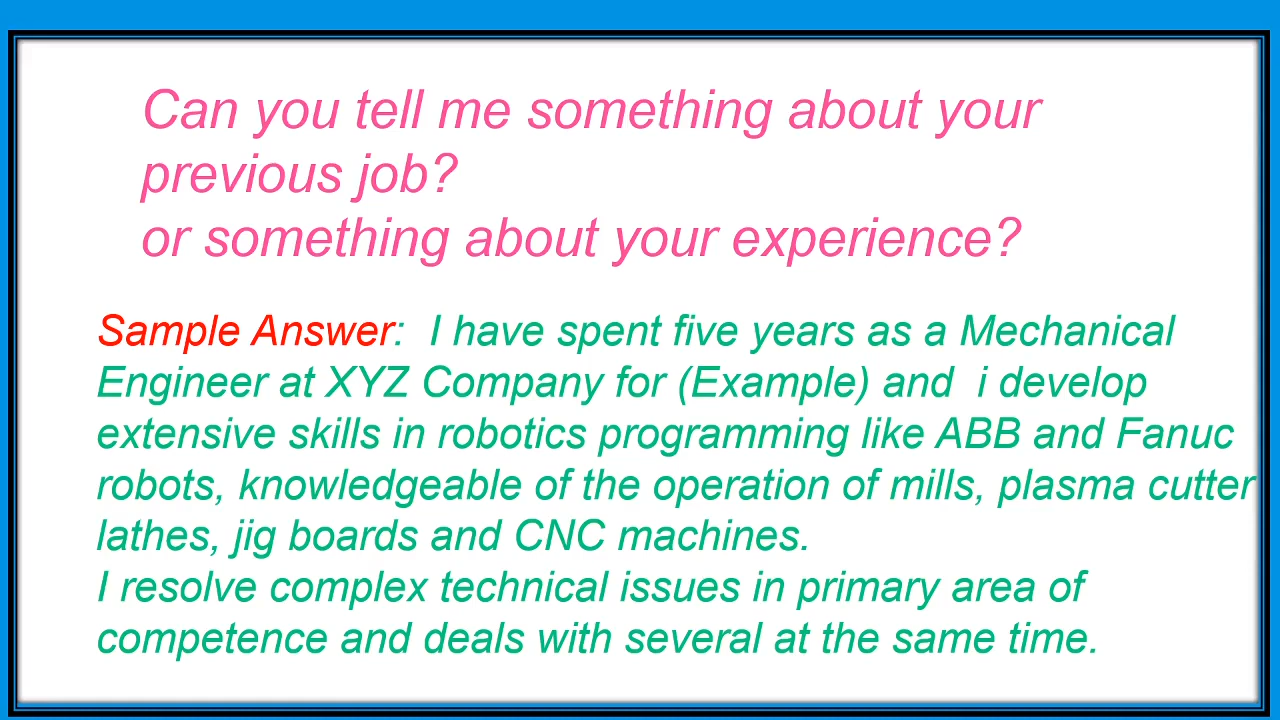 Can you tell me something about your
previous job?
or something about your experience?
Sample Answer:  I have spent five years as a Mechanical
Engineer at XYZ Company for (Example) and  i develop
extensive skills in robotics programming like ABB and Fanuc
robots, knowledgeable of the operation of mills, plasma cutter
lathes, jig boards and CNC machines.
I resolve complex technical issues in primary area of
competence and deals with several at the same time.